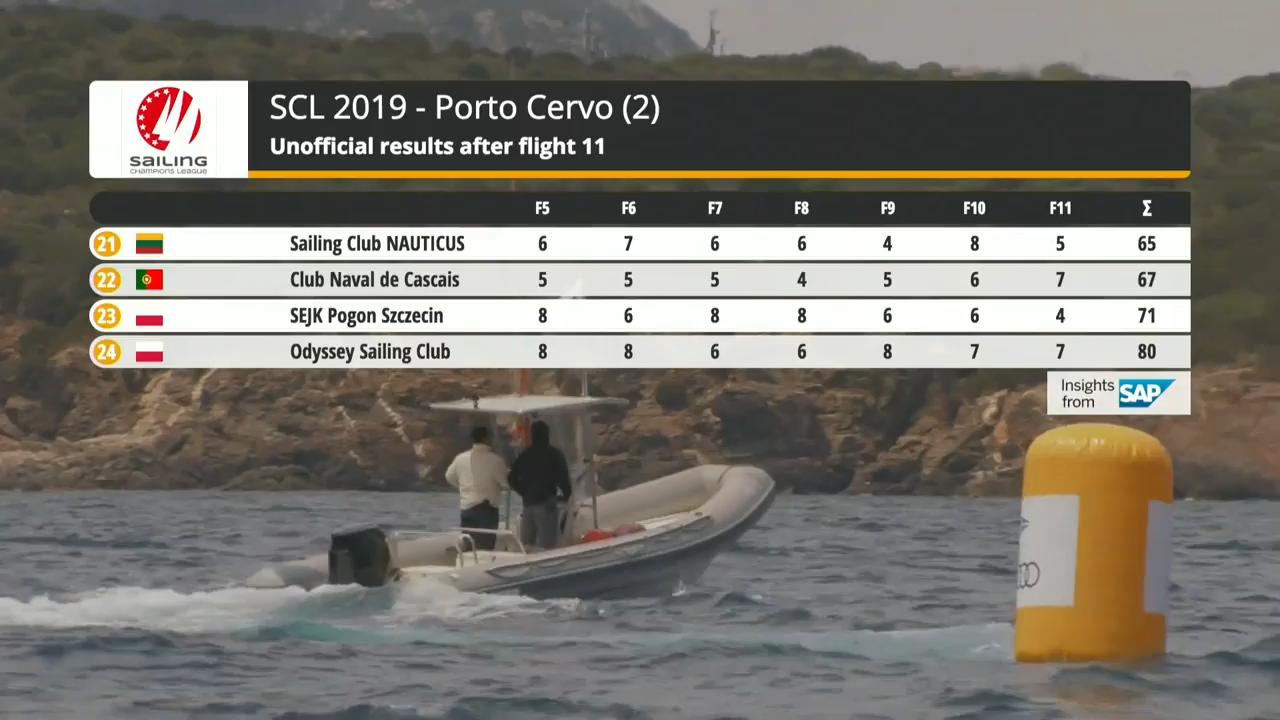 SCL 2019 - Porto Cervo (2)
Unofficial results after flight 11
SAILING
CHAMPIONS LEAGUE
F5 F6 F7 F8 F9 F10 F11 Σ
21 Sailing Club NAUTICUS 6 7 6 6 4 8 5 65
22 Club Naval de Cascais 5 5 5 4 5 6 7 67
23 SEJK Pogon Szczecin 8 6 8 8 6 6 4 71
24 Odyssey Sailing Club 8 8 6 6 8 7 7 80
Insights
from SAP